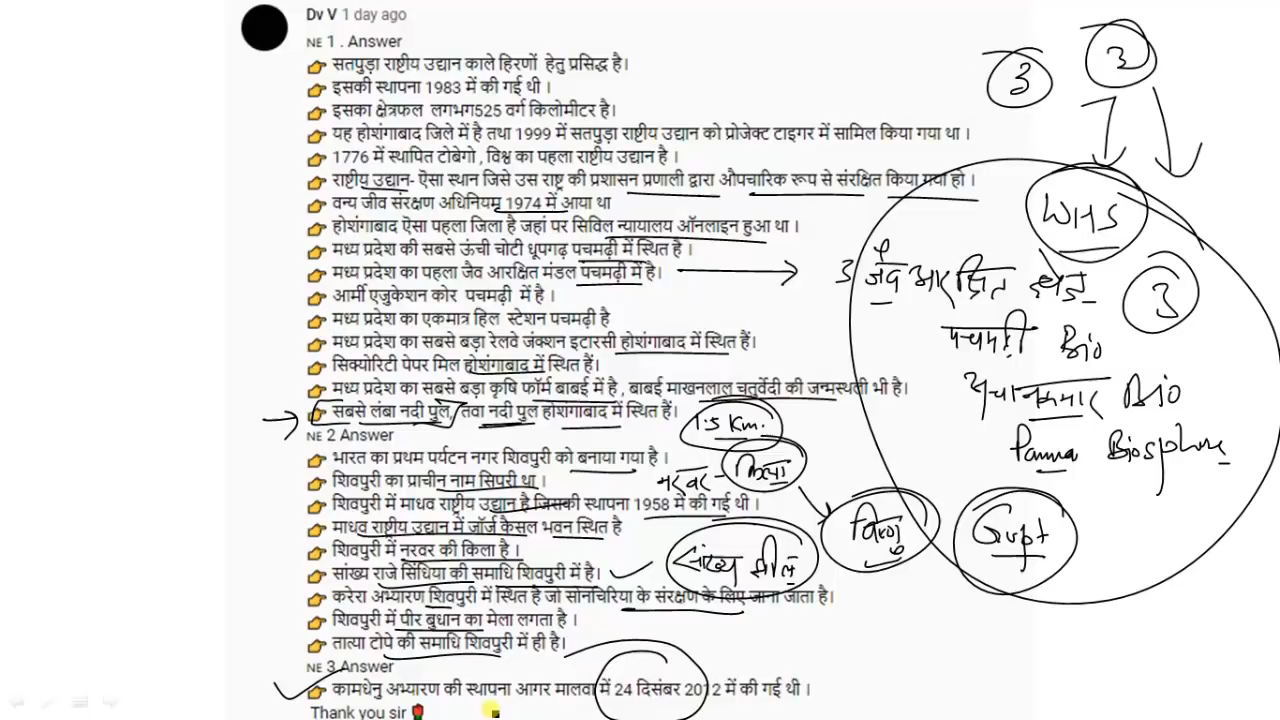 Dv V 1 day ago
NE 1 . Answer
👉 सतपुड़ा राष्टीय उद्यान काले हिरणों हेतु प्रसिद्ध है।
👉 इसकी स्थापना 1983 में की गई थी ।
👉 इसका क्षेत्रफल लगभग525 वर्ग किलोमीटर है।
👉 यह होशंगाबाद जिले में है तथा 1999 में सतपुड़ा राष्टीय उद्यान को प्रोजेक्ट टाइगर में सामिल किया गया था ।
👉 1776 में स्थापित टोबेगो , विश्व का पहला राष्टीय उद्यान है ।
👉 राष्टीय उद्यान- ऎसा स्थान जिसे उस राष्ट्र की प्रशासन प्रणाली द्वारा औपचारिक रूप से संरक्षित किया गया हो ।
👉 वन्य जीव संरक्षण अधिनियम 1974 में आया था
👉 होशंगाबाद ऎसा पहला जिला है जहां पर सिविल न्यायालय ऑनलाइन हुआ था ।
👉 मध्य प्रदेश की सबसे ऊंची चोटी धूपगढ़ पचमढ़ी में स्थित है ।
👉 मध्य प्रदेश का पहला जैव आरक्षित मंडल पचमढ़ी में है।
👉 आर्मी एजुकेशन कोर पचमढ़ी में है ।
👉 मध्य प्रदेश का एकमात्र हिल स्टेशन पचमढ़ी है
👉 मध्य प्रदेश का सबसे बड़ा रेलवे जंक्शन इटारसी होशंगाबाद में स्थित हैं।
👉 सिक्योरिटी पेपर मिल होशंगाबाद में स्थित हैं।
👉 मध्य प्रदेश का सबसे बड़ा कृषि फॉर्म बाबई में है , बाबई माखनलाल चतुर्वेदी की जन्मस्थली भी है।
👉 सबसे लंबा नदी पुल, तवा नदी पुल होशंगाबाद में स्थित हैं।
NE 2 Answer
👉 भारत का प्रथम पर्यटन नगर शिवपुरी को बनाया गया है ।
👉 शिवपुरी का प्राचीन नाम सिपरी था ।
👉 शिवपुरी में माधव राष्टीय उद्यान है जिसकी स्थापना 1958 में की गई थी ।
👉 माधव राष्टीय उद्यान में जॉर्ज कैसल भवन स्थित है
👉 शिवपुरी में नरवर की किला है ।
👉 सांख्य राजे सिंधिया की समाधि शिवपुरी में है।
👉 करेरा अभ्यारण शिवपुरी में स्थित है जो सोनचिरिया के संरक्षण के लिए जाना जाता है।
👉 शिवपुरी में पीर बुधान का मेला लगता है ।
👉 तात्या टोपे की समाधि शिवपुरी में ही है।
NE 3 Answer
👉 कामधेनु अभ्यारण की स्थापना आगर मालवा में 24 दिसंबर 2012 में की गई थी ।
Thank you sir 🌹
3 3
WHS
3 जैव आरक्षित क्षेत्र 3
पचमढ़ी Bio
अचानकमार Bio
Panna Biosphere
1.5 Km.
नरवर - किला
सांख्य
Gupt